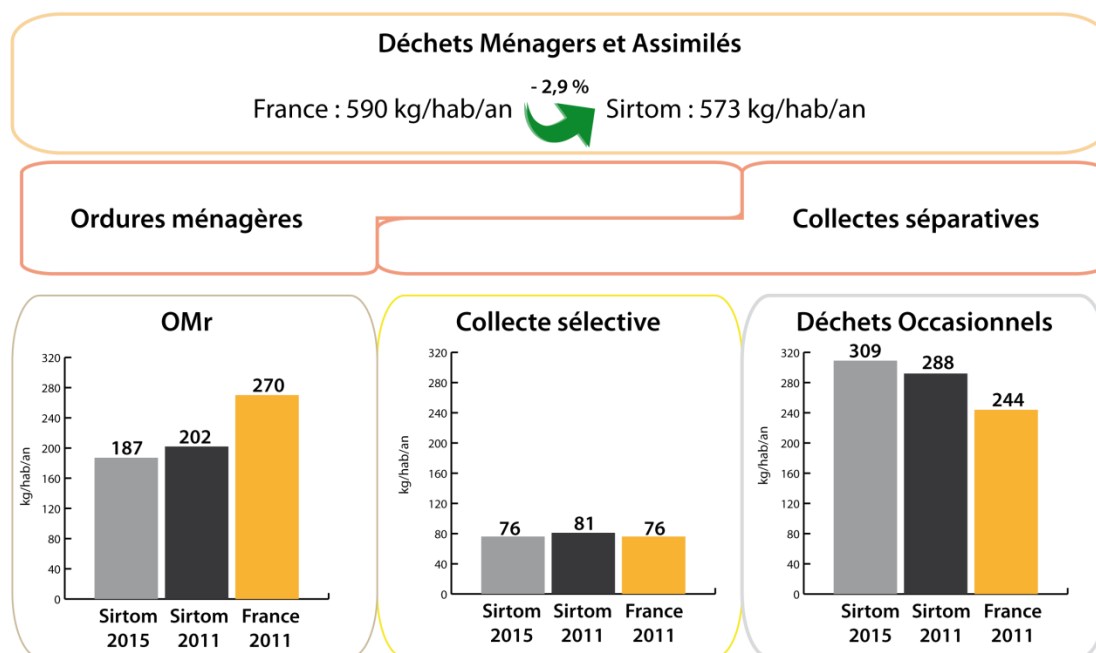 Déchets Ménagers et Assimilés
- 2,9 %
France : 590 kg/hab/an
Sirtom : 573 kg/hab/an
Ordures ménagères
Collectes séparatives
OMr
kg/hab/an
320
280
240
200
160
120
80
40
0
187
202
270
Sirtom 2015
Sirtom 2011
France 2011
Collecte sélective
kg/hab/an
320
280
240
200
160
120
80
40
0
76
81
76
Sirtom 2015
Sirtom 2011
France 2011
Déchets Occasionnels
kg/hab/an
320
280
240
200
160
120
80
40
0
309
288
244
Sirtom 2015
Sirtom 2011
France 2011